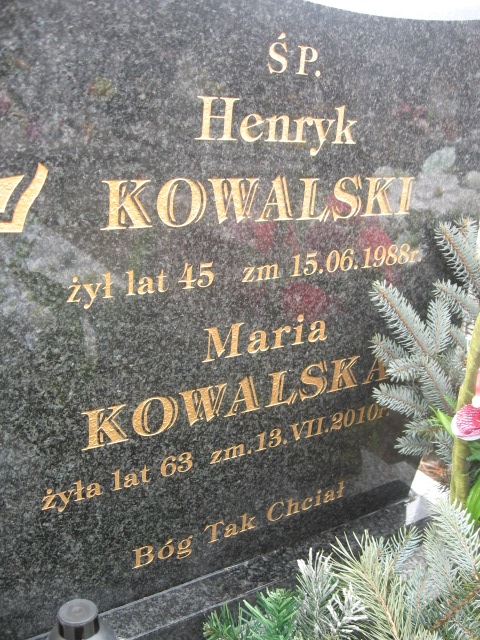 ŚP.
Henryk
KOWALSKI
żył lat 45 zm 15.06.1988r.
Maria
KOWALSKA
żyła lat 63 zm.13.VII.2010r.
Bóg Tak Chciał